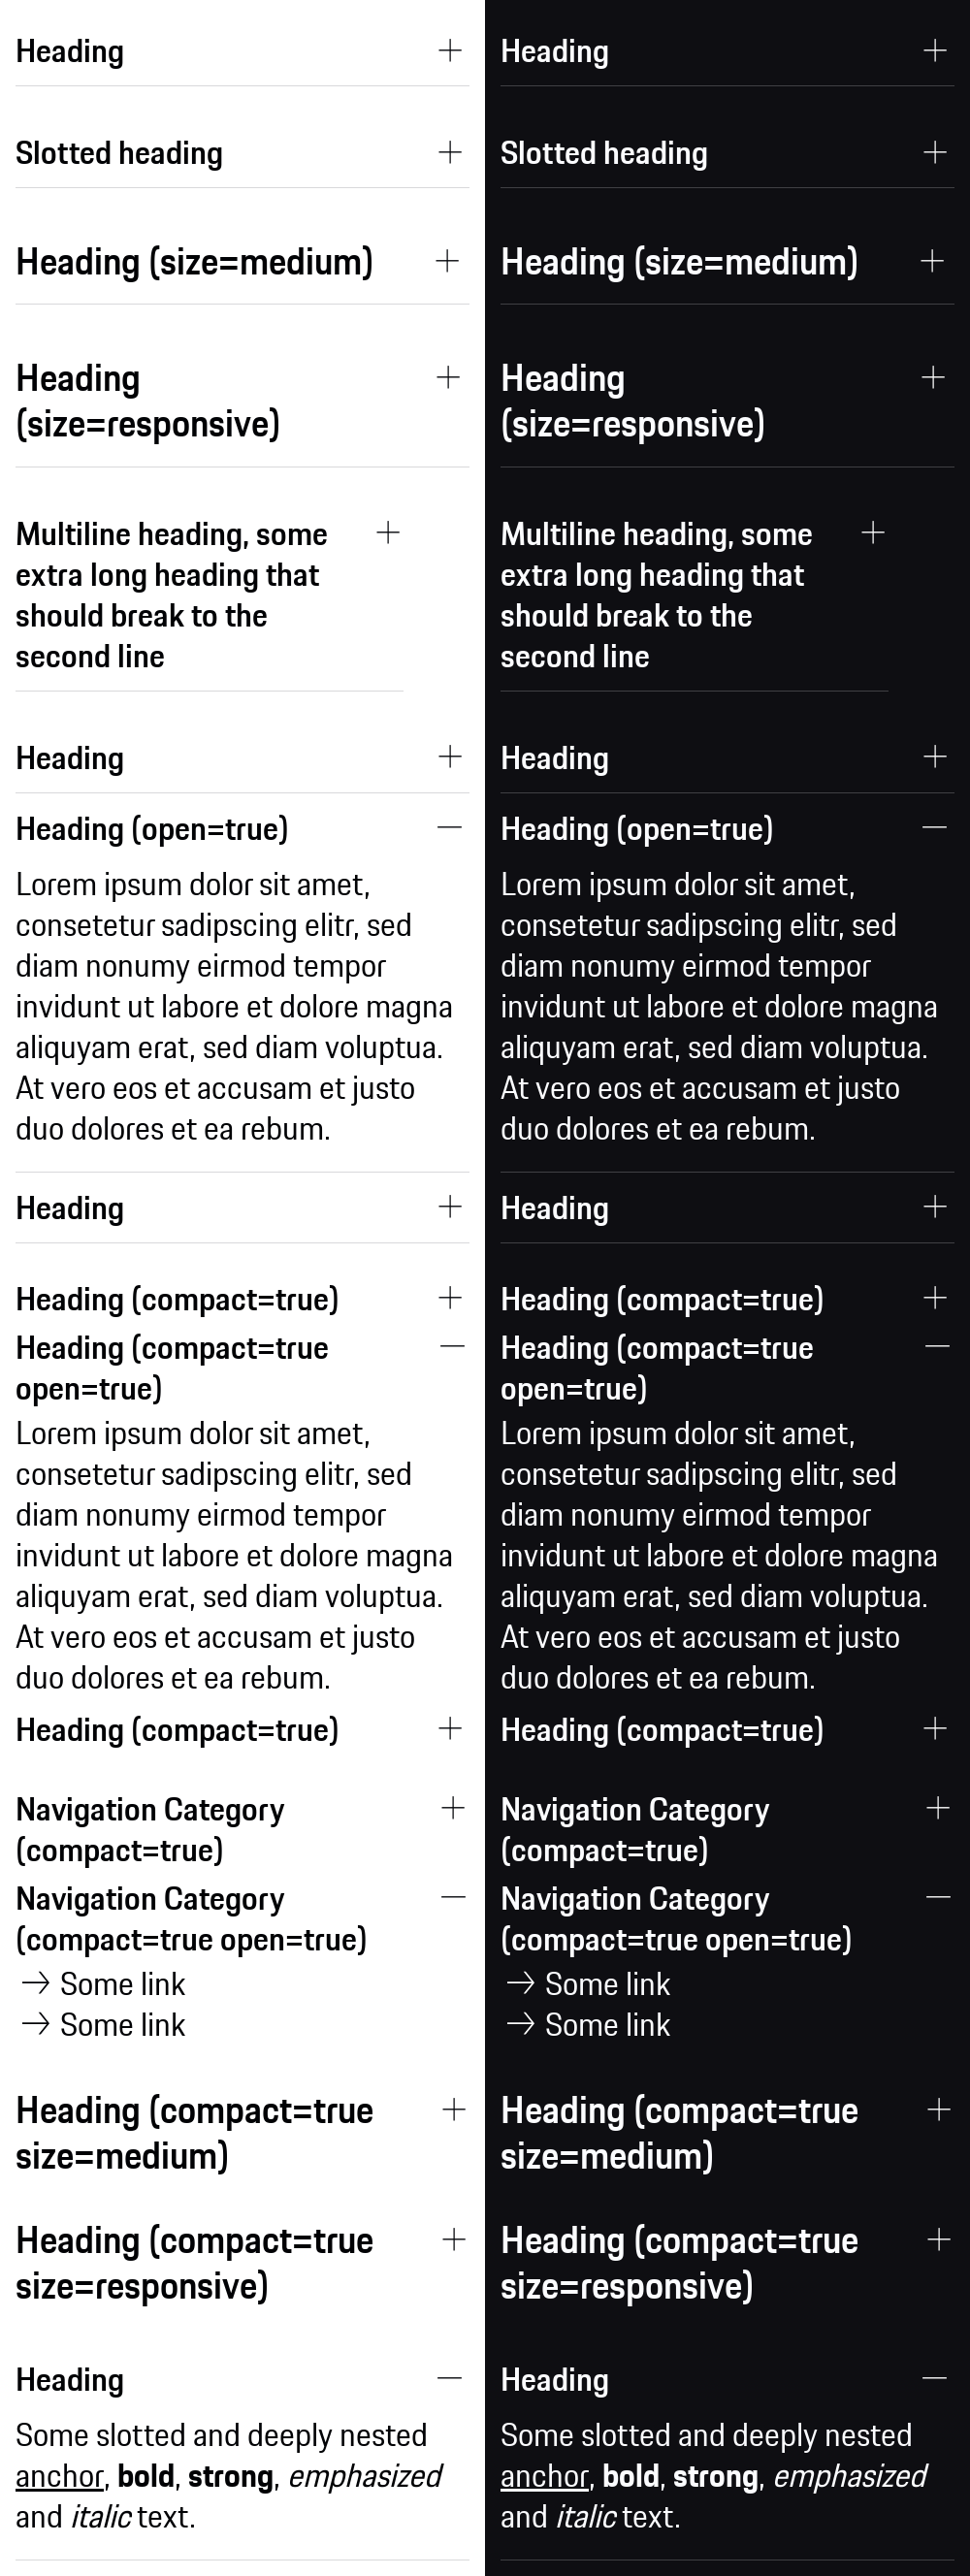 Heading
Slotted heading
Heading (size=medium)
Heading
(size=responsive)
Multiline heading, some
extra long heading that
should break to the
second line
Heading
Heading (open=true)
Lorem ipsum dolor sit amet,
consetetur sadipscing elitr, sed
diam nonumy eirmod tempor
invidunt ut labore et dolore magna
aliquyam erat, sed diam voluptua.
At vero eos et accusam et justo
duo dolores et ea rebum.
Heading
Heading (compact=true)
Heading (compact=true
open=true)
Lorem ipsum dolor sit amet,
consetetur sadipscing elitr, sed
diam nonumy eirmod tempor
invidunt ut labore et dolore magna
aliquyam erat, sed diam voluptua.
At vero eos et accusam et justo
duo dolores et ea rebum.
Heading (compact=true)
Navigation Category
(compact=true)
Navigation Category
(compact=true open=true)
Some link
Some link
Heading (compact=true
size=medium)
Heading (compact=true
size=responsive)
Heading
Some slotted and deeply nested
anchor, bold, strong, emphasized
and italic text.
Heading
Slotted heading
Heading (size=medium)
Heading
(size=responsive)
Multiline heading, some
extra long heading that
should break to the
second line
Heading
Heading (open=true)
Lorem ipsum dolor sit amet,
consetetur sadipscing elitr, sed
diam nonumy eirmod tempor
invidunt ut labore et dolore magna
aliquyam erat, sed diam voluptua.
At vero eos et accusam et justo
duo dolores et ea rebum.
Heading
Heading (compact=true)
Heading (compact=true
open=true)
Lorem ipsum dolor sit amet,
consetetur sadipscing elitr, sed
diam nonumy eirmod tempor
invidunt ut labore et dolore magna
aliquyam erat, sed diam voluptua.
At vero eos et accusam et justo
duo dolores et ea rebum.
Heading (compact=true)
Navigation Category
(compact=true)
Navigation Category
(compact=true open=true)
Some link
Some link
Heading (compact=true
size=medium)
Heading (compact=true
size=responsive)
Heading
Some slotted and deeply nested
anchor, bold, strong, emphasized
and italic text.